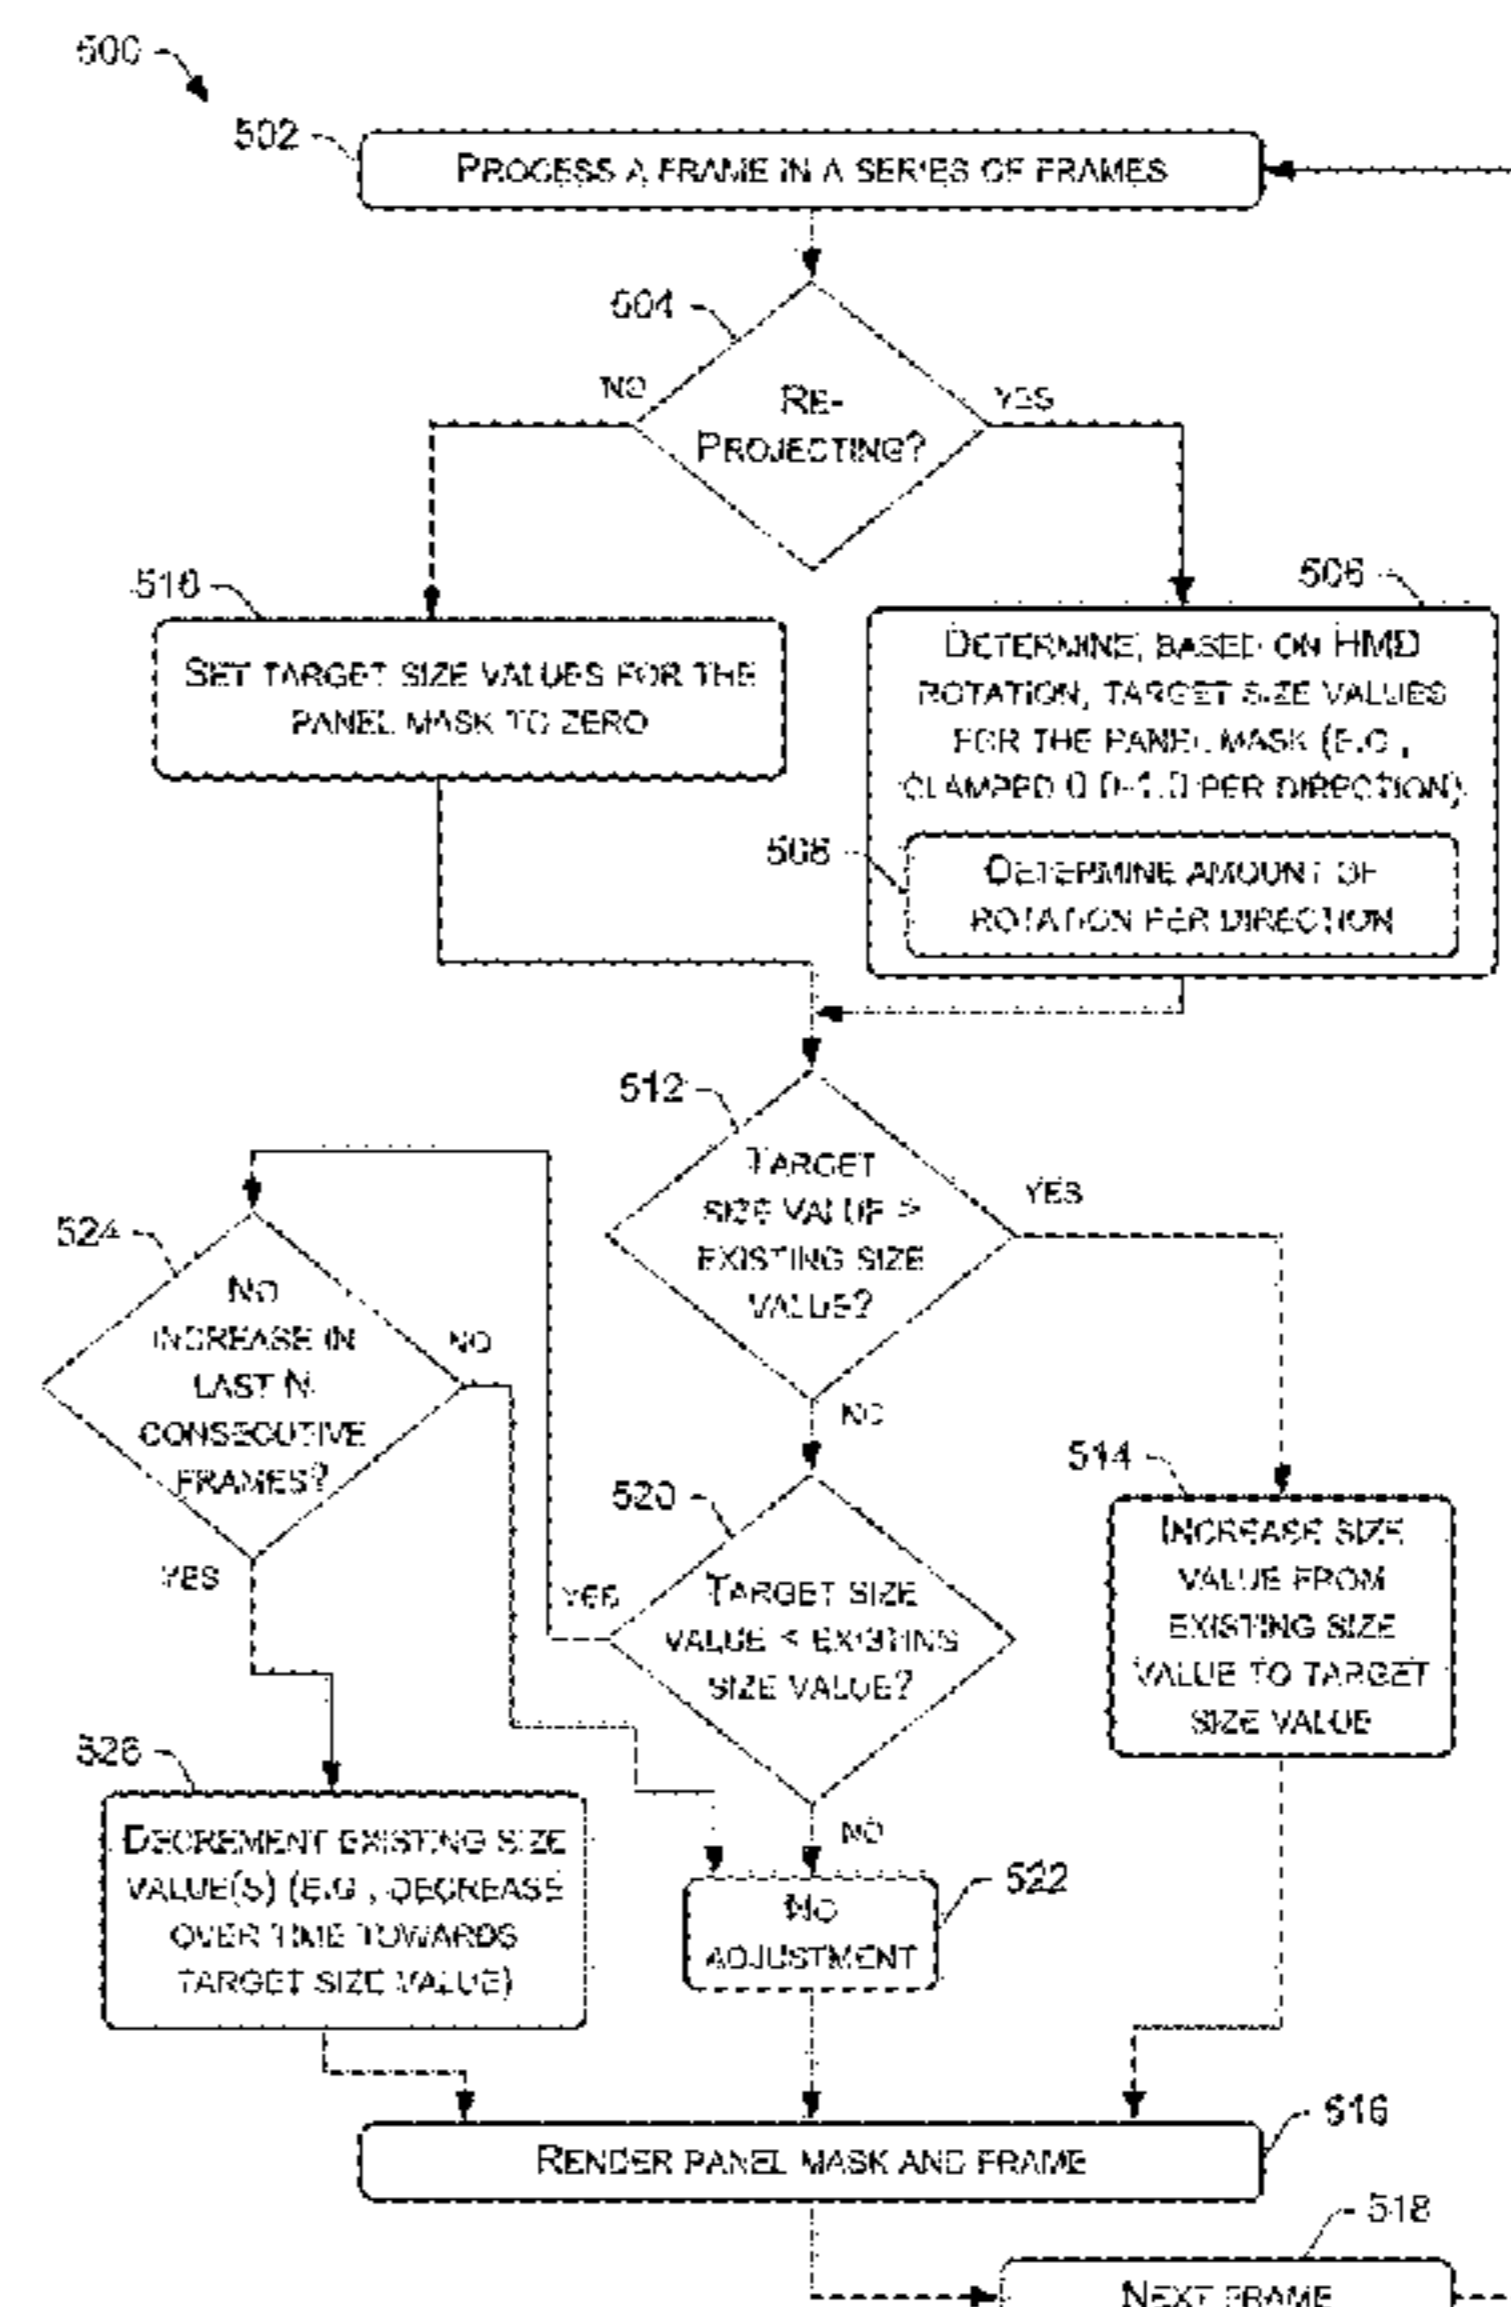 500
502
PROCESS A FRAME IN A SERIES OF FRAMES
504
NO
RE-
PROJECTING?
YES
510
SET TARGET SIZE VALUES FOR THE
PANEL MASK TO ZERO
506
DETERMINE, BASED ON HMD
ROTATION, TARGET SIZE VALUES
FOR THE PANEL MASK (E.G.,
CLAMPED 0.0-1.0 PER DIRECTION)
508
DETERMINE AMOUNT OF
ROTATION PER DIRECTION
512
TARGET
SIZE VALUE >
EXISTING SIZE
VALUE?
YES
NO
524
NO
INCREASE IN
LAST N
CONSECUTIVE
FRAMES?
NO
YES
520
TARGET SIZE
VALUE < EXISTING
SIZE VALUE?
YES
NO
514
INCREASE SIZE
VALUE FROM
EXISTING SIZE
VALUE TO TARGET
SIZE VALUE
526
DECREMENT EXISTING SIZE
VALUE(S) (E.G., DECREASE
OVER TIME TOWARDS
TARGET SIZE VALUE)
522
NO
ADJUSTMENT
516
RENDER PANEL MASK AND FRAME
518
NEXT FRAME